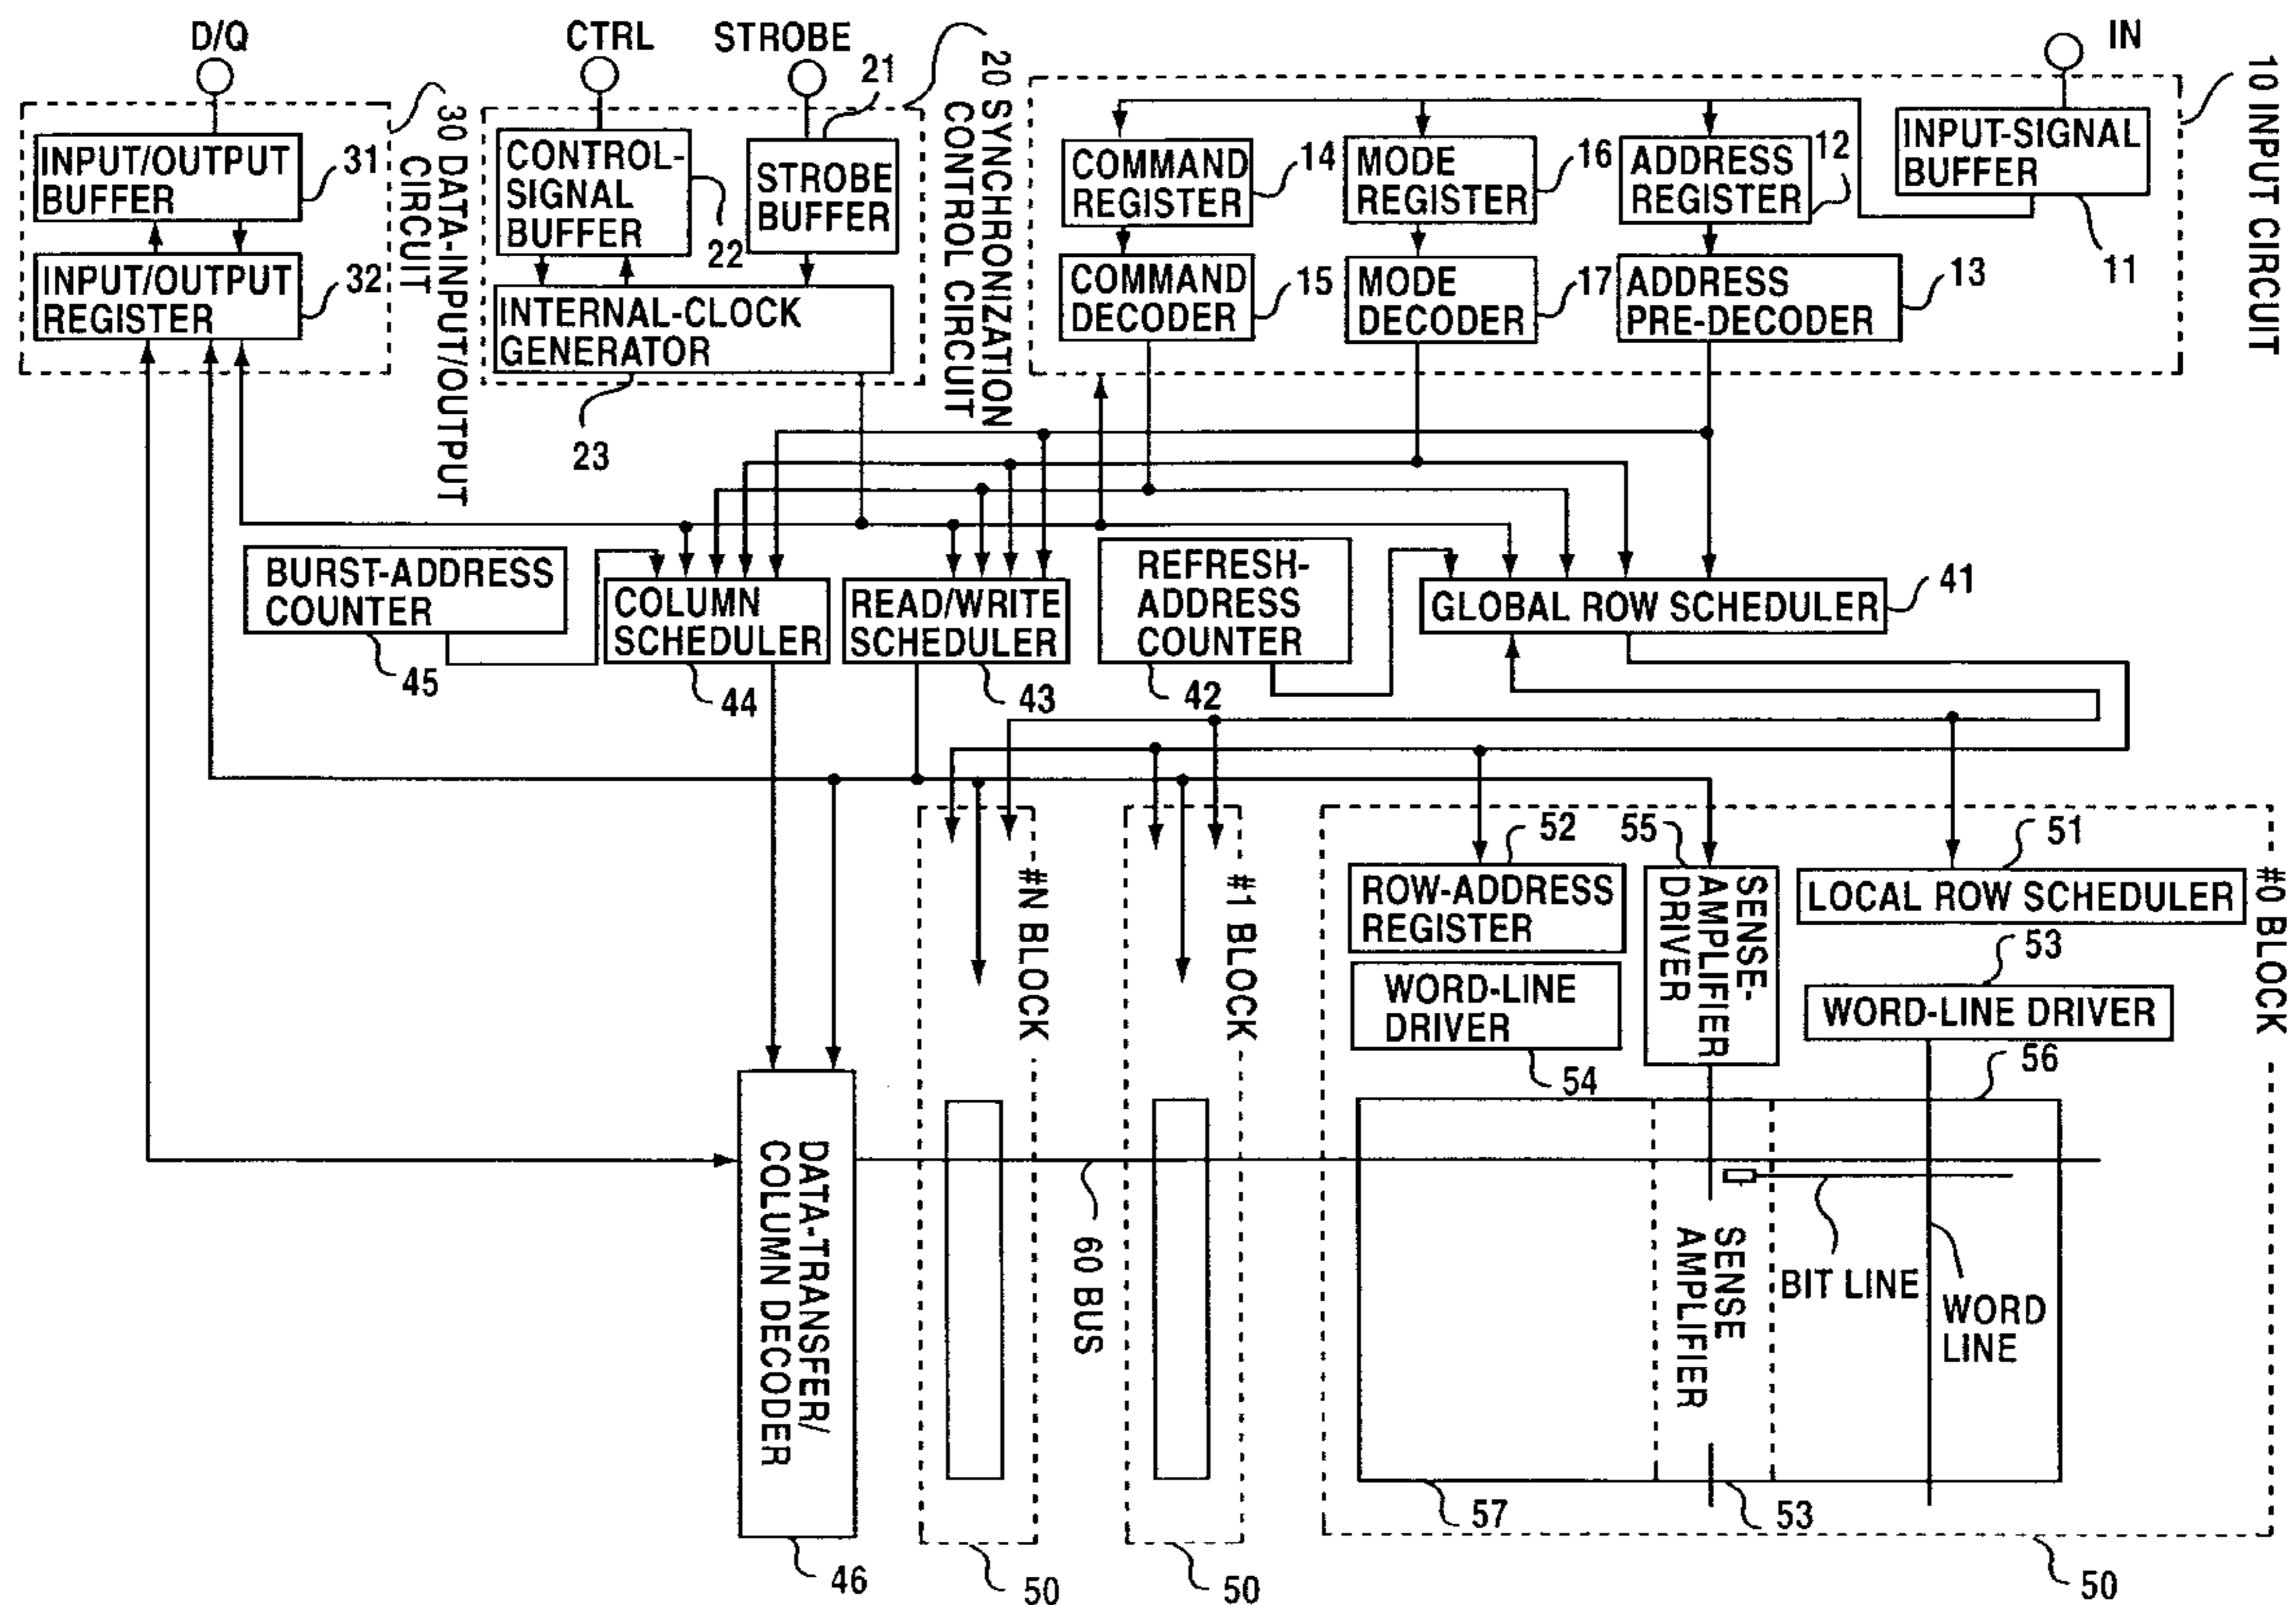 D/Q
CTRL
STROBE
IN
21
20 SYNCHRONIZATION
CONTROL CIRCUIT
10 INPUT CIRCUIT
30 DATA-INPUT/OUTPUT
CIRCUIT
INPUT/OUTPUT
BUFFER
31
INPUT/OUTPUT
REGISTER
32
CONTROL-
SIGNAL
BUFFER
22
STROBE
BUFFER
INTERNAL-CLOCK
GENERATOR
23
COMMAND
REGISTER
14
MODE
REGISTER
16
ADDRESS
REGISTER
12
INPUT-SIGNAL
BUFFER
11
COMMAND
DECODER
15
MODE
DECODER
17
ADDRESS
PRE-DECODER
13
BURST-ADDRESS
COUNTER
45
COLUMN
SCHEDULER
44
READ/WRITE
SCHEDULER
43
REFRESH-
ADDRESS
COUNTER
42
GLOBAL ROW SCHEDULER
41
#N BLOCK
#1 BLOCK
#0 BLOCK
52
ROW-ADDRESS
REGISTER
55
SENSE-
AMPLIFIER
DRIVER
51
LOCAL ROW SCHEDULER
WORD-LINE
DRIVER
54
53
WORD-LINE DRIVER
56
DATA-TRANSFER/
COLUMN DECODER
46
60 BUS
SENSE
AMPLIFIER
BIT LINE
WORD
LINE
57
53
50
50
50